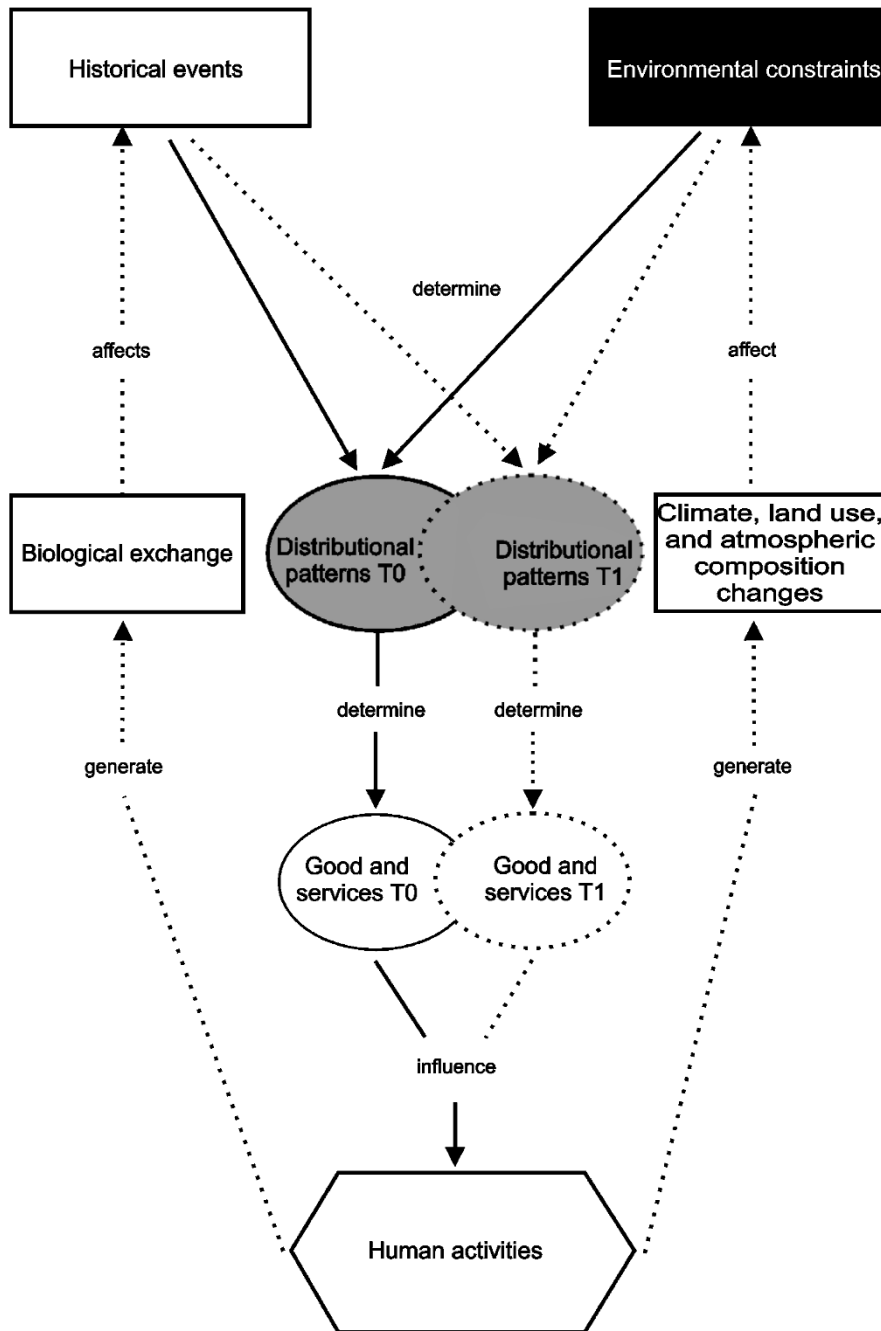 Historical events
Environmental constraints
determine
affects
affect
Biological exchange
Distributional
patterns T0
Distributional
patterns T1
Climate, land use,
and atmospheric
composition
changes
determine
determine
generate
generate
Good and
services T0
Good and
services T1
influence
Human activities